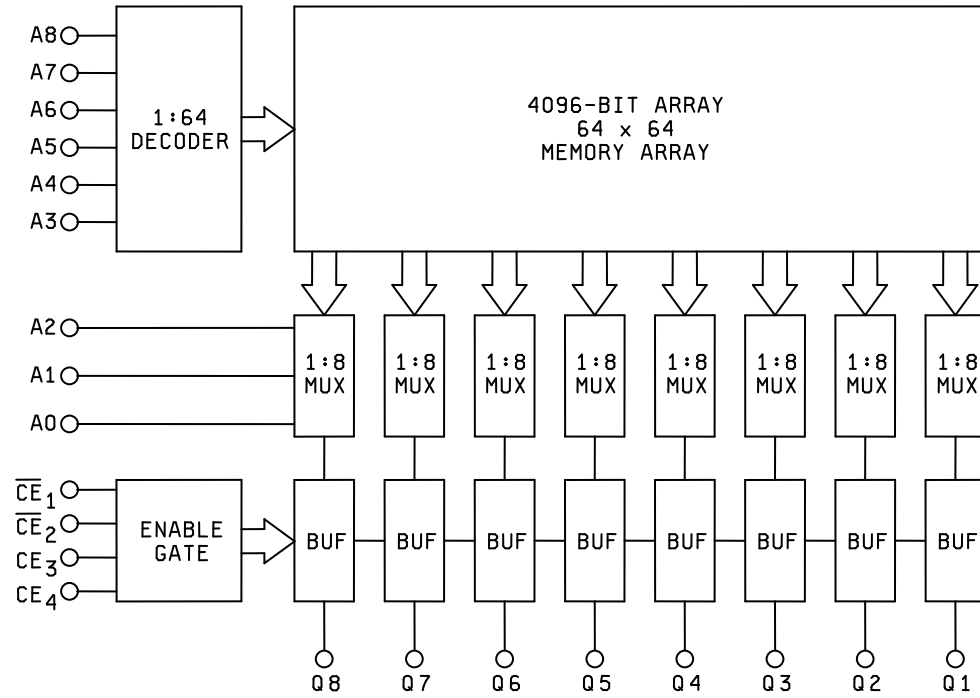 A8
A7
A6
A5
A4
A3
1:64
DECODER
4096-BIT ARRAY
64 x 64
MEMORY ARRAY
A2
A1
A0
1:8 1:8 1:8 1:8 1:8 1:8 1:8 1:8
MUX MUX MUX MUX MUX MUX MUX MUX
C̅E̅₁
C̅E̅₂
CE₃
CE₄
ENABLE
GATE
BUF BUF BUF BUF BUF BUF BUF BUF
Q8 Q7 Q6 Q5 Q4 Q3 Q2 Q1